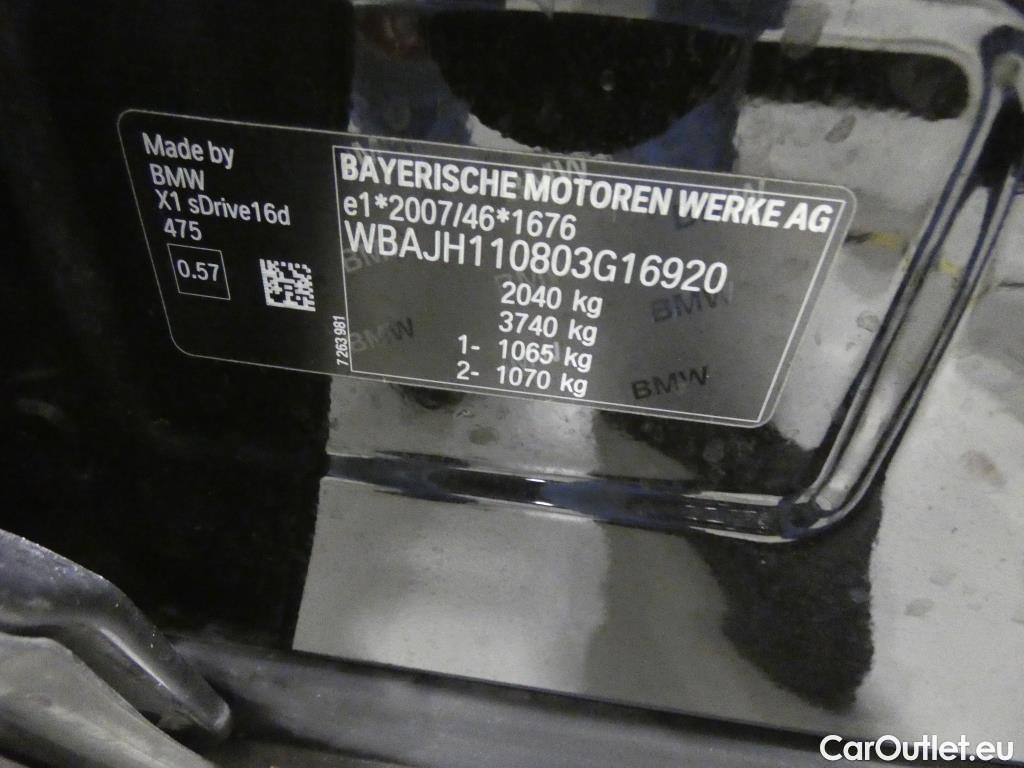 Made by
BMW
X1 sDrive16d
475
0.57
7 263 981
BAYERISCHE MOTOREN WERKE AG
e1*2007/46*1676
WBAJH110803G16920
2040 kg
3740 kg
1- 1065 kg
2- 1070 kg
BMW
BMW
BMW
BMW
CarOutlet.eu